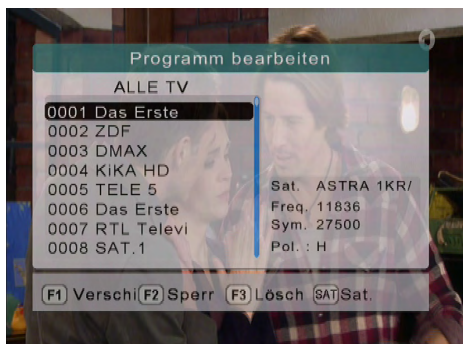 Programm bearbeiten
ALLE TV
0001 Das Erste
0002 ZDF
0003 DMAX
0004 KiKA HD
0005 TELE 5
0006 Das Erste
0007 RTL Televi
0008 SAT.1
Sat. ASTRA 1KR/
Freq. 11836
Sym. 27500
Pol. : H
F1 Verschi F2 Sperr F3 Lösch SAT Sat.